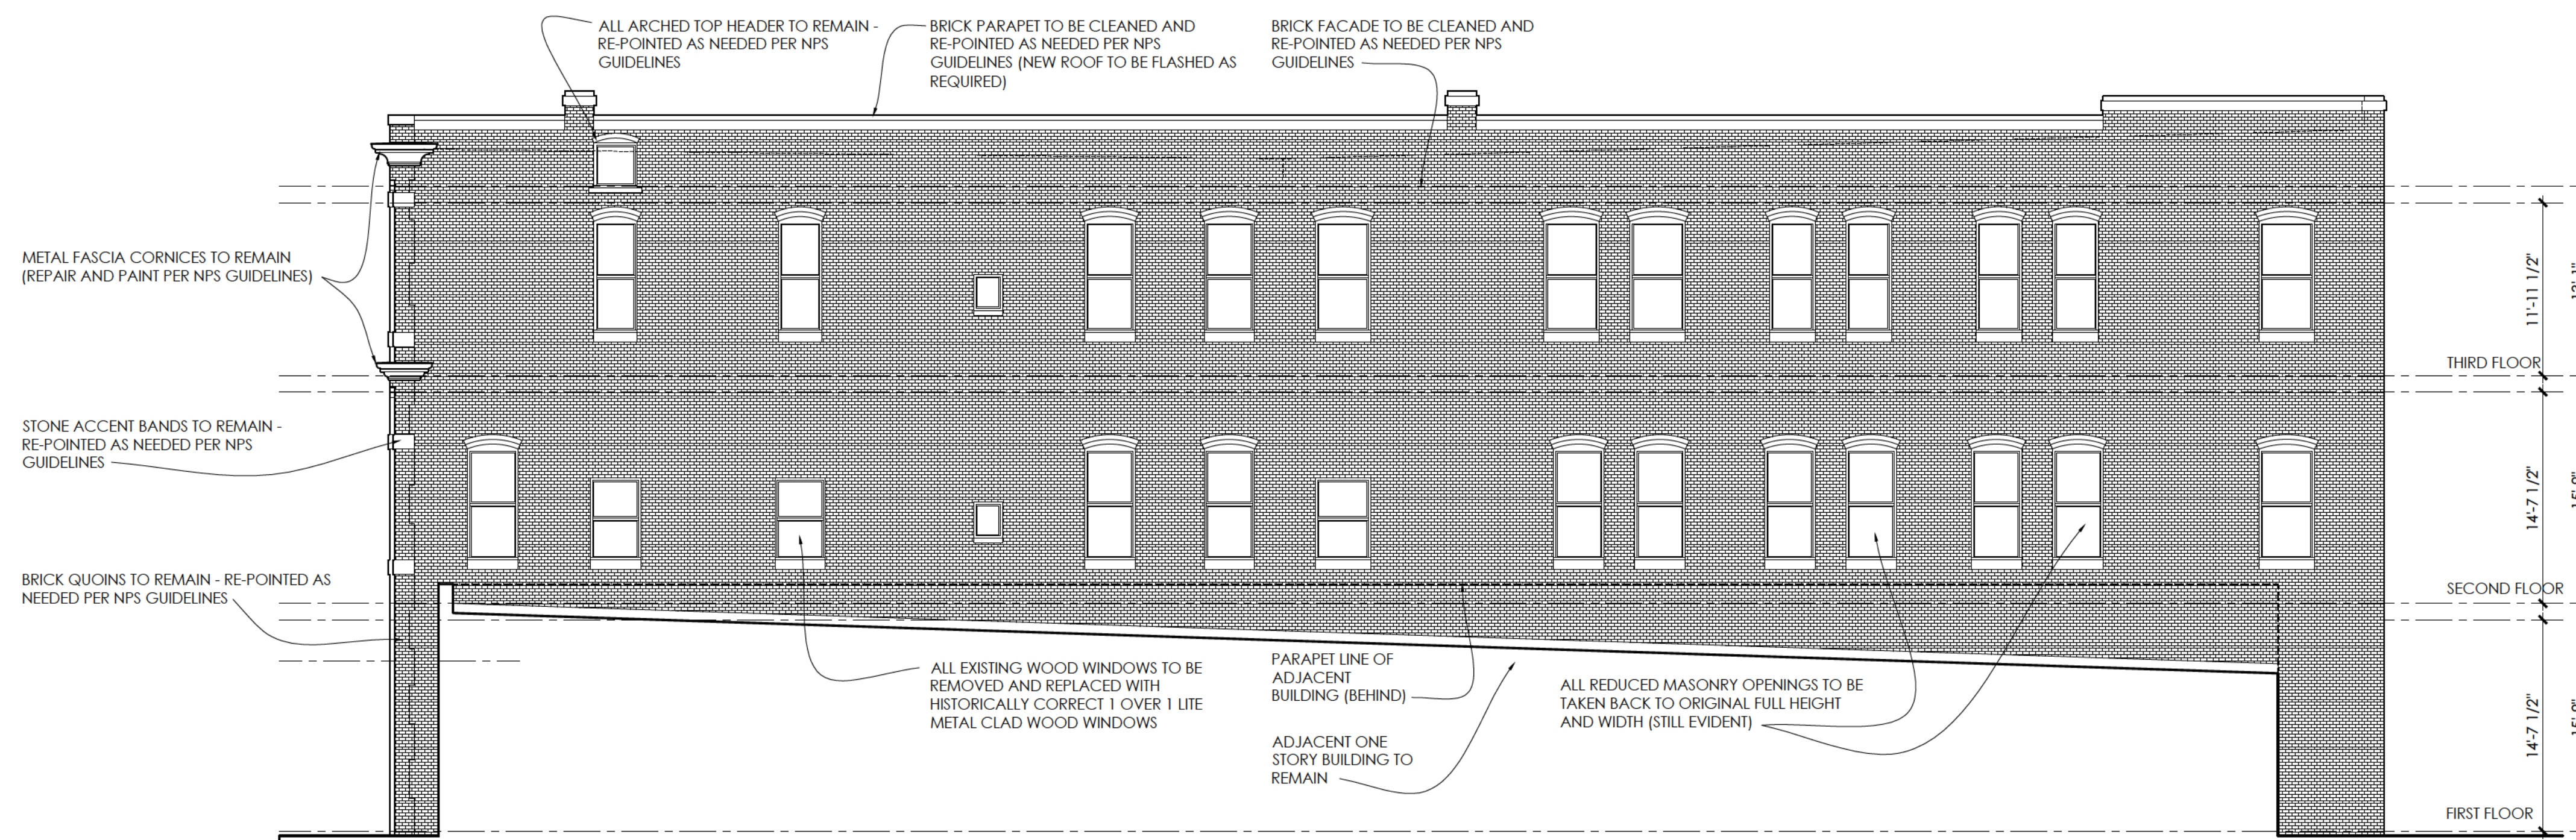 ALL ARCHED TOP HEADER TO REMAIN -
RE-POINTED AS NEEDED PER NPS
GUIDELINES
BRICK PARAPET TO BE CLEANED AND
RE-POINTED AS NEEDED PER NPS
GUIDELINES (NEW ROOF TO BE FLASHED AS
REQUIRED)
BRICK FACADE TO BE CLEANED AND
RE-POINTED AS NEEDED PER NPS
GUIDELINES
METAL FASCIA CORNICES TO REMAIN
(REPAIR AND PAINT PER NPS GUIDELINES)
STONE ACCENT BANDS TO REMAIN -
RE-POINTED AS NEEDED PER NPS
GUIDELINES
BRICK QUOINS TO REMAIN - RE-POINTED AS
NEEDED PER NPS GUIDELINES
ALL EXISTING WOOD WINDOWS TO BE
REMOVED AND REPLACED WITH
HISTORICALLY CORRECT 1 OVER 1 LITE
METAL CLAD WOOD WINDOWS
PARAPET LINE OF
ADJACENT
BUILDING (BEHIND)
ADJACENT ONE
STORY BUILDING TO
REMAIN
ALL REDUCED MASONRY OPENINGS TO BE
TAKEN BACK TO ORIGINAL FULL HEIGHT
AND WIDTH (STILL EVIDENT)
11'-11 1/2"
THIRD FLOOR
14'-7 1/2"
SECOND FLOOR
14'-7 1/2"
FIRST FLOOR